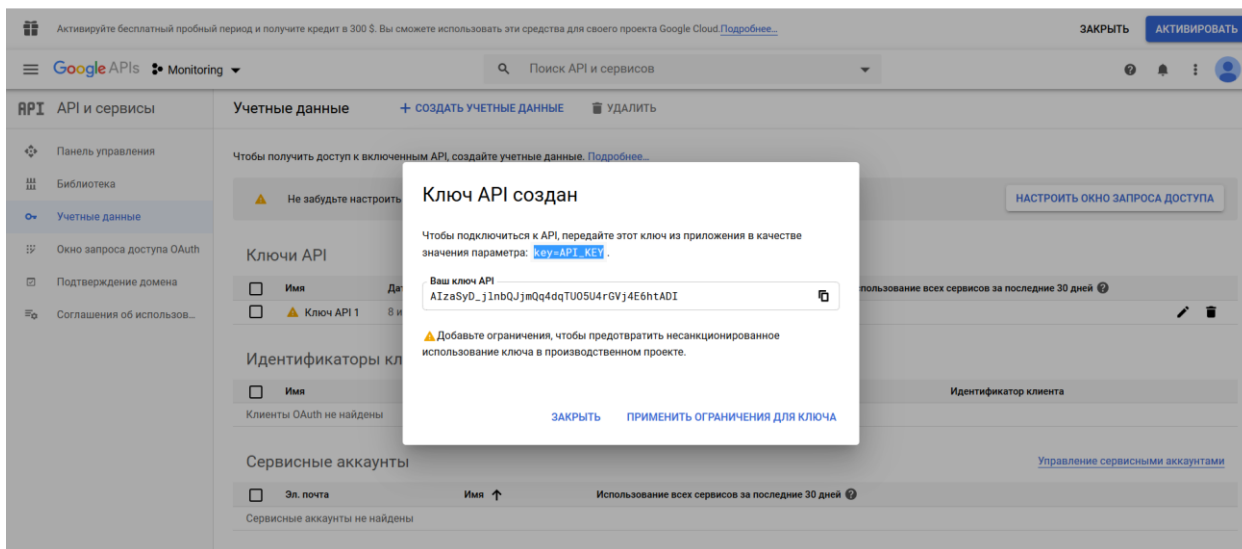 Активируйте бесплатный пробный период и получите кредит в 300 $. Вы сможете использовать эти средства для своего проекта Google Cloud.Подробнее...
ЗАКРЫТЬ
АКТИВИРОВАТЬ
Google APIs
Monitoring
Поиск API и сервисов
API
API и сервисы
Учетные данные
+ СОЗДАТЬ УЧЕТНЫЕ ДАННЫЕ
УДАЛИТЬ
Панель управления
Библиотека
Учетные данные
Окно запроса доступа OAuth
Подтверждение домена
Соглашения об использов...
Чтобы получить доступ к включенным API, создайте учетные данные. Подробнее...
Не забудьте настроить
НАСТРОИТЬ ОКНО ЗАПРОСА ДОСТУПА
Ключ API создан
Чтобы подключиться к API, передайте этот ключ из приложения в качестве
значения параметра: key=API_KEY .
Ваш ключ API
AIzaSyD_jlnbQJjmQq4dqTUO5U4rGVj4E6htADI
Добавьте ограничения, чтобы предотвратить несанкционированное
использование ключа в производственном проекте.
ЗАКРЫТЬ
ПРИМЕНИТЬ ОГРАНИЧЕНИЯ ДЛЯ КЛЮЧА
Ключи API
Имя
использование всех сервисов за последние 30 дней
Ключ API 1
Идентификаторы
Имя
Идентификатор клиента
Клиенты OAuth не найдены
Сервисные аккаунты
Управление сервисными аккаунтами
Эл. почта
Имя
Использование всех сервисов за последние 30 дней
Сервисные аккаунты не найдены